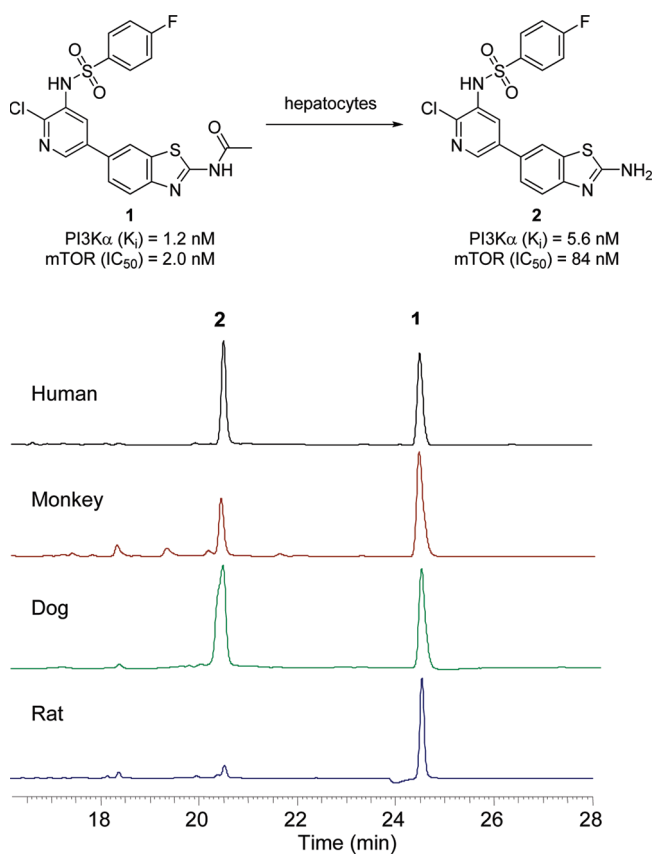 F
O
HN S
O
Cl
N
S
N
O
NH
1
PI3Kα (Ki) = 1.2 nM
mTOR (IC50) = 2.0 nM
hepatocytes
F
O
HN S
O
Cl
N
S
N
NH2
2
PI3Kα (Ki) = 5.6 nM
mTOR (IC50) = 84 nM
2 1
Human
Monkey
Dog
Rat
18 20 22 24 26 28
Time (min)